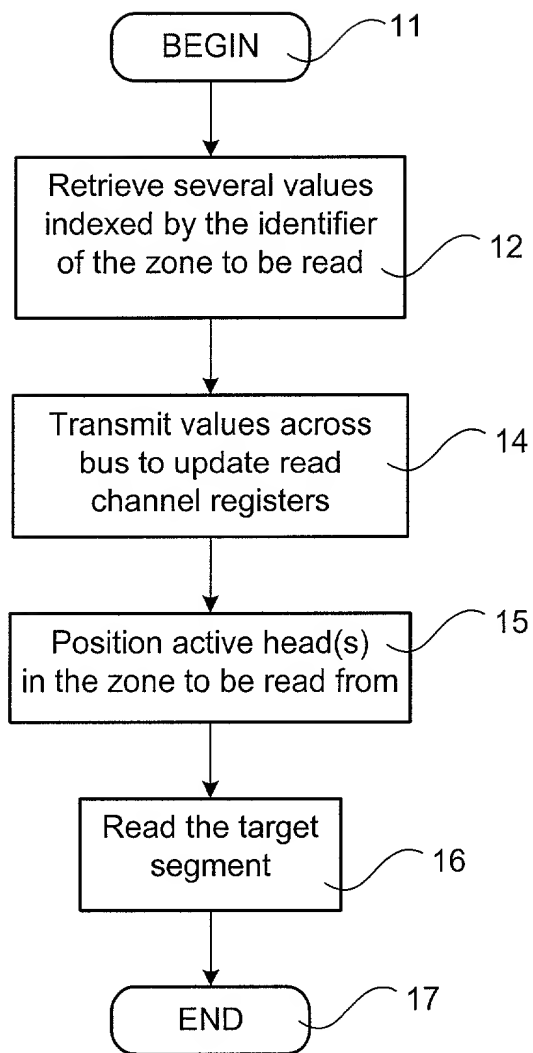 BEGIN
11
Retrieve several values
indexed by the identifier
of the zone to be read
12
Transmit values across
bus to update read
channel registers
14
Position active head(s)
in the zone to be read from
15
Read the target
segment
16
END
17